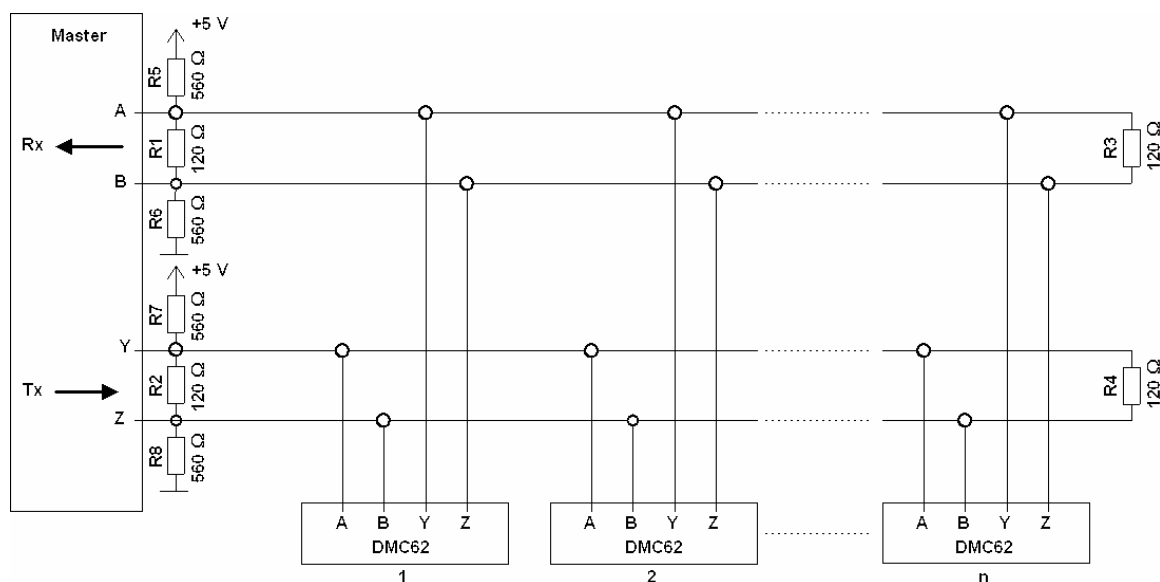 Master
+5 V
R5
560 Ω
A
Rx
R1
120 Ω
R3
120 Ω
B
R6
560 Ω
+5 V
R7
560 Ω
Y
Tx
R2
120 Ω
R4
120 Ω
Z
R8
560 Ω
A B Y Z
DMC62
1
A B Y Z
DMC62
2
A B Y Z
DMC62
n